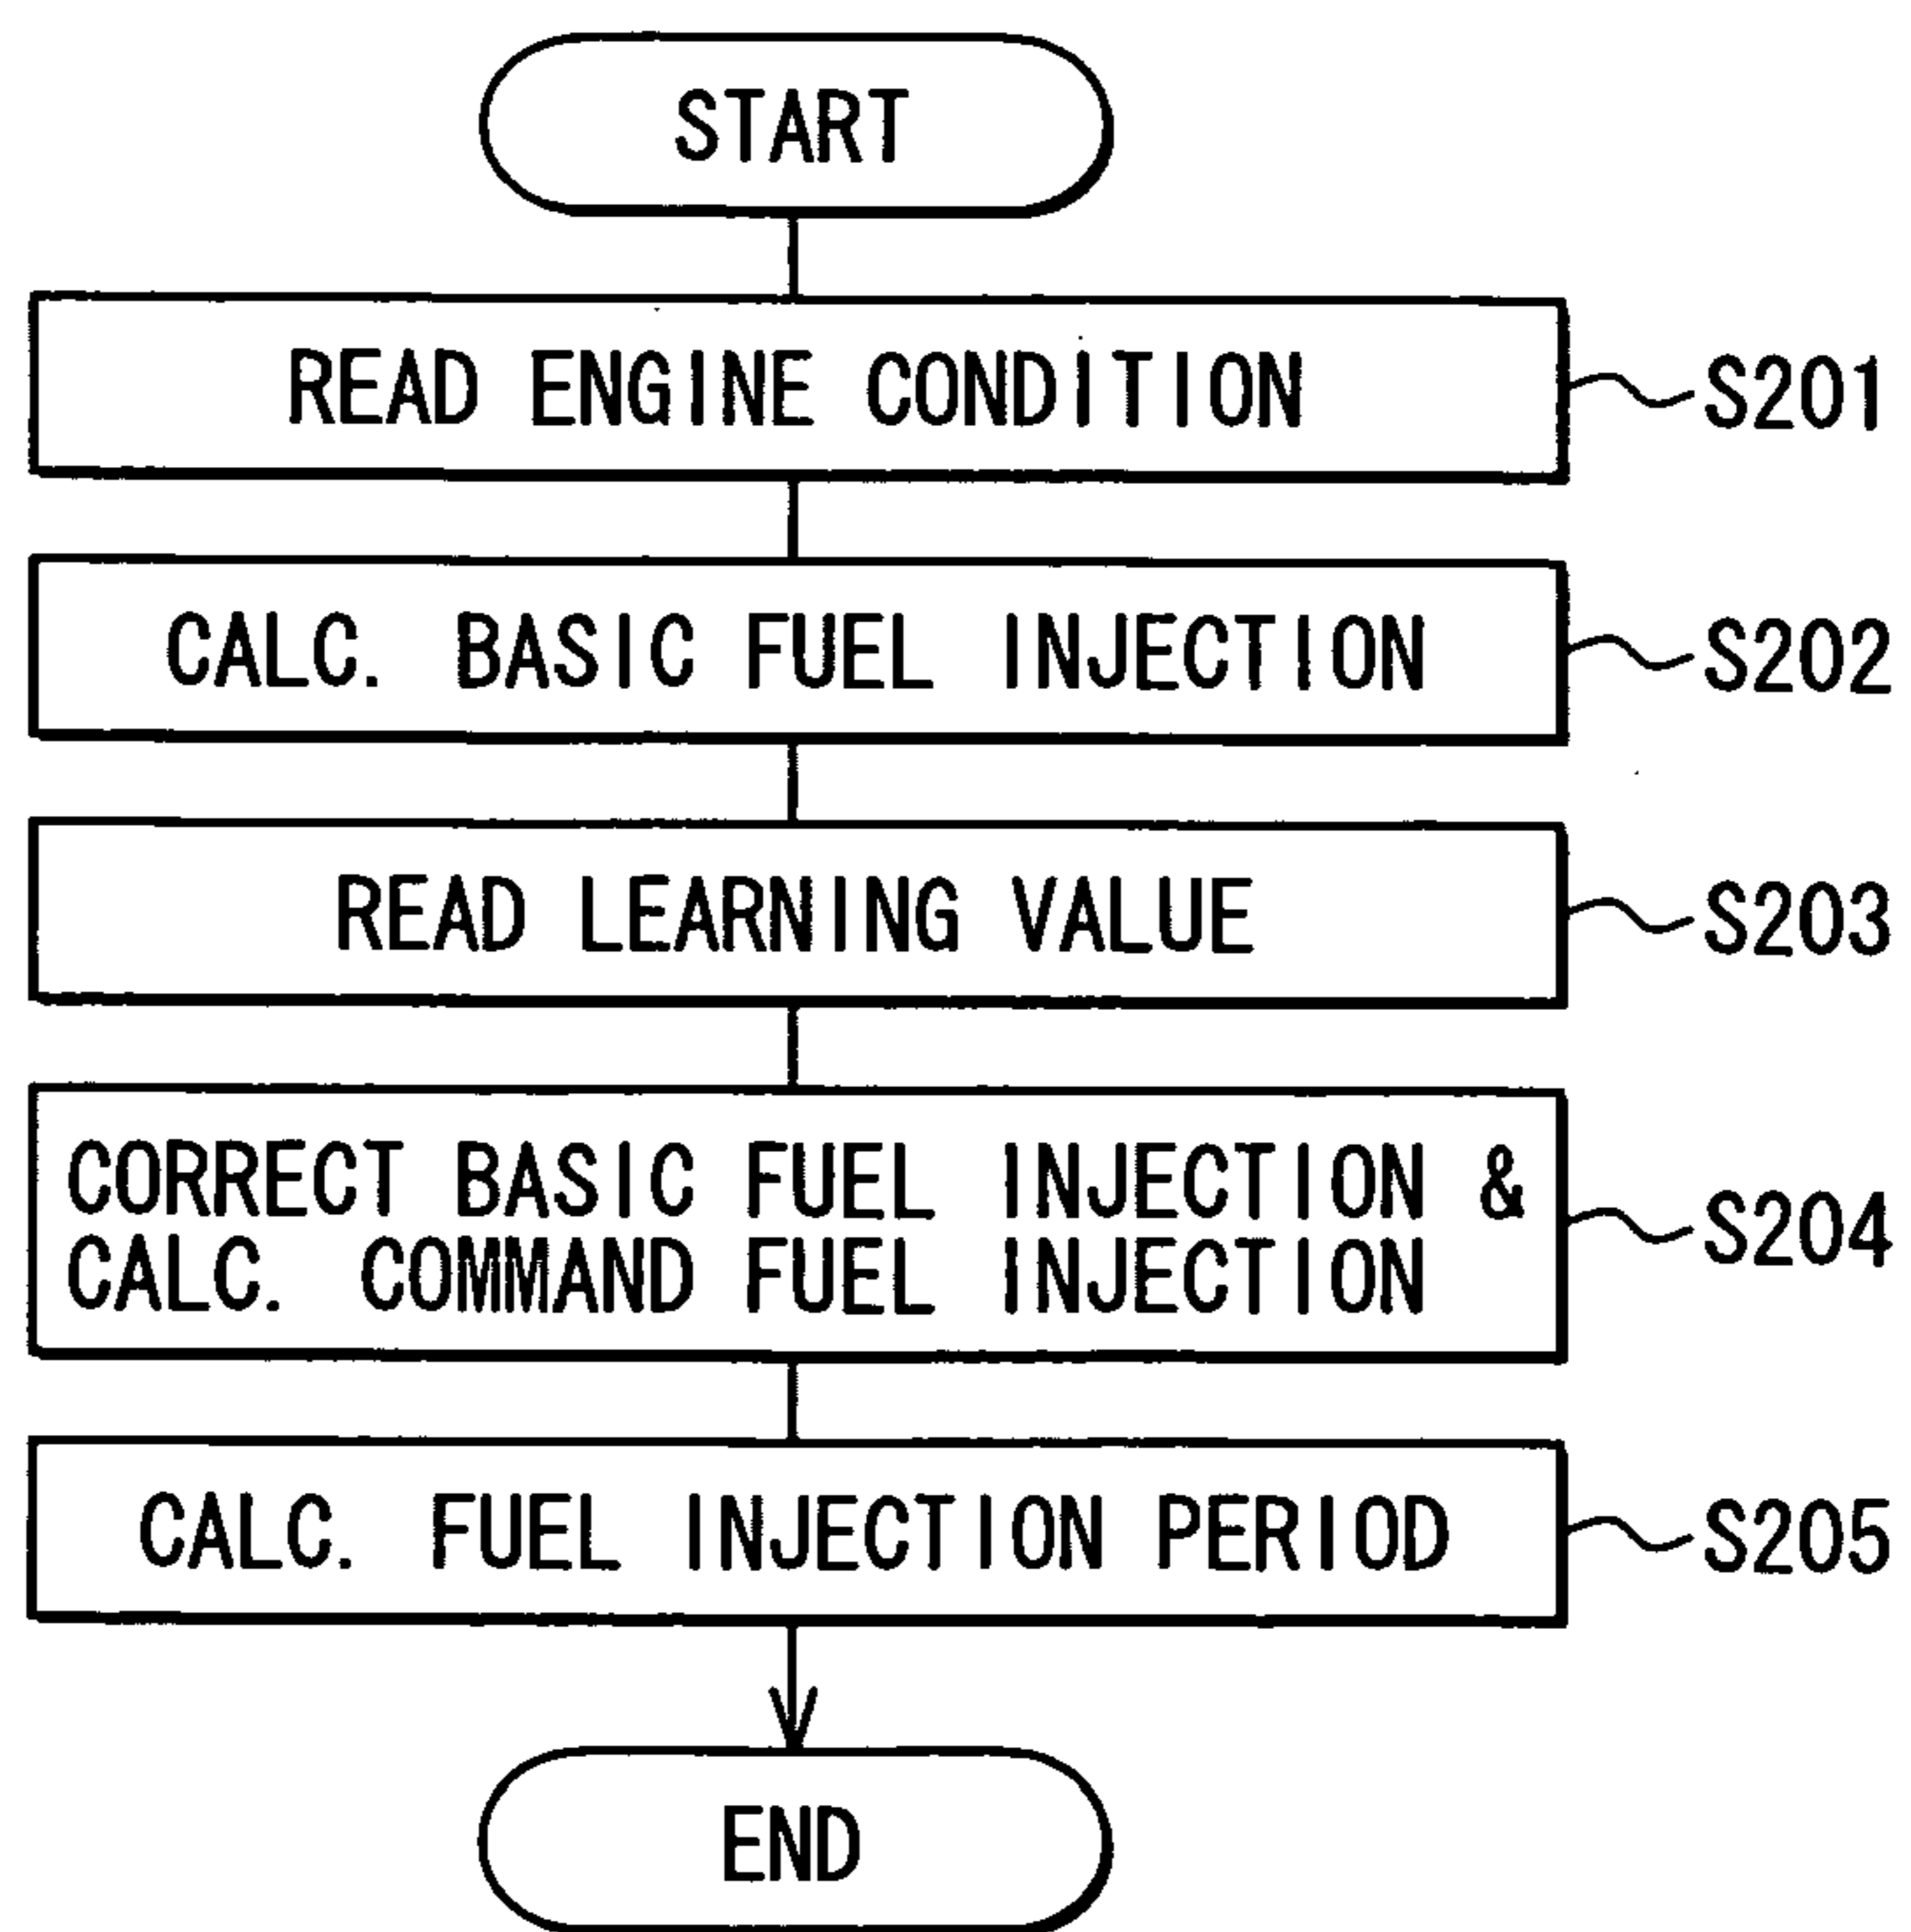 START
READ ENGINE CONDITION
S201
CALC. BASIC FUEL INJECTION
S202
READ LEARNING VALUE
S203
CORRECT BASIC FUEL INJECTION &
CALC. COMMAND FUEL INJECTION
S204
CALC. FUEL INJECTION PERIOD
S205
END